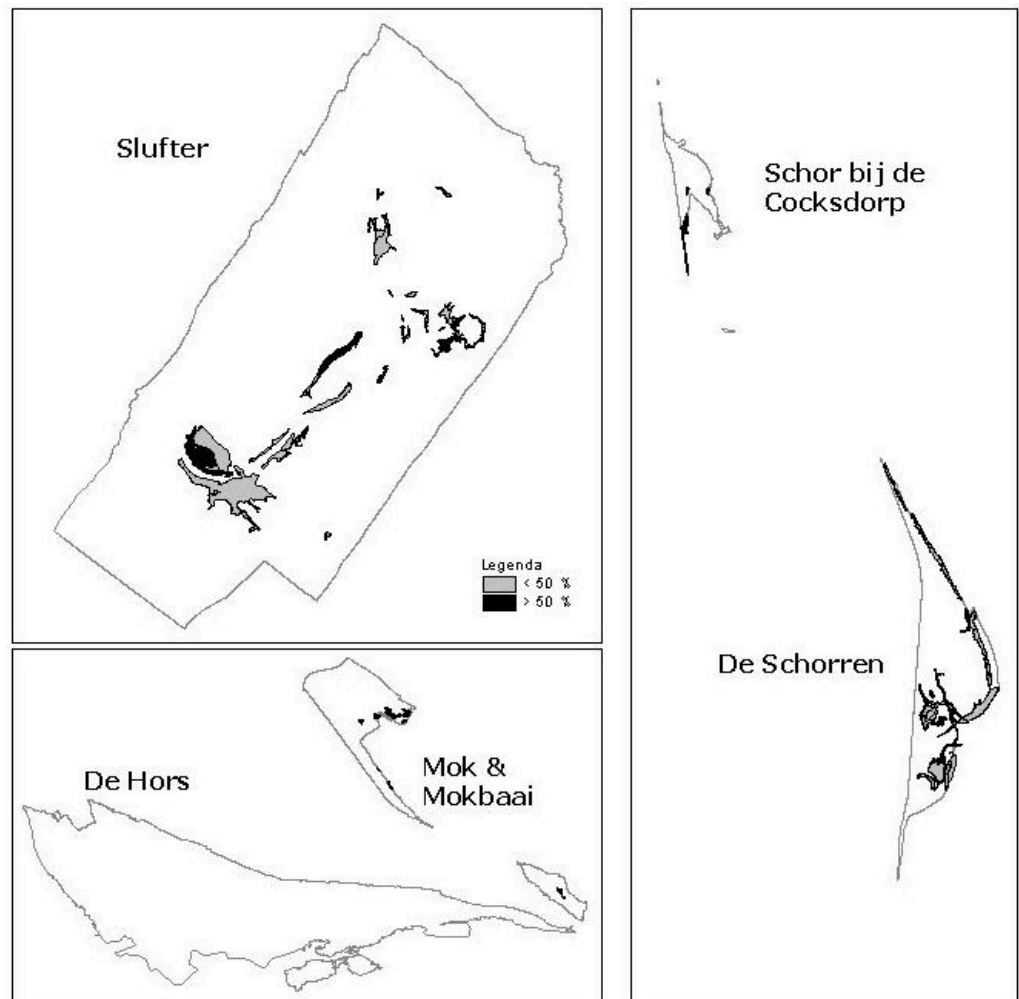 Slufter
Legenda
< 50 %
> 50 %
De Hors
Mok &
Mokbaai
Schor bij de
Cocksdorp
De Schorren